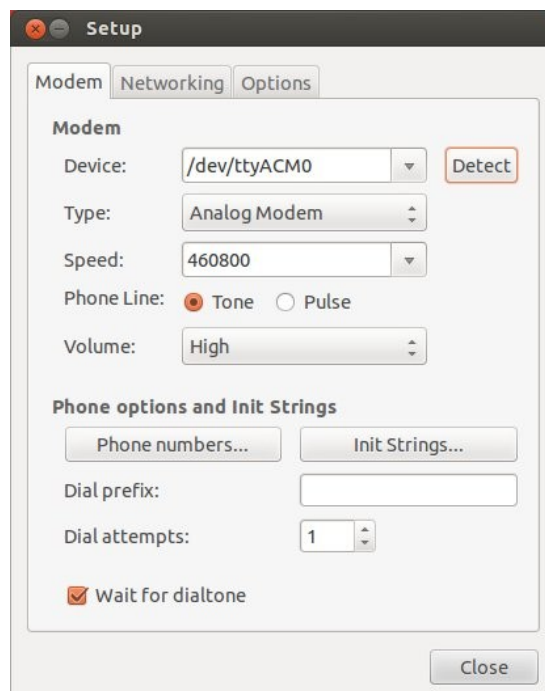 Setup
Modem Networking Options
Modem
Device: /dev/ttyACM0 Detect
Type: Analog Modem
Speed: 460800
Phone Line: Tone Pulse
Volume: High
Phone options and Init Strings
Phone numbers... Init Strings...
Dial prefix:
Dial attempts: 1
Wait for dialtone
Close